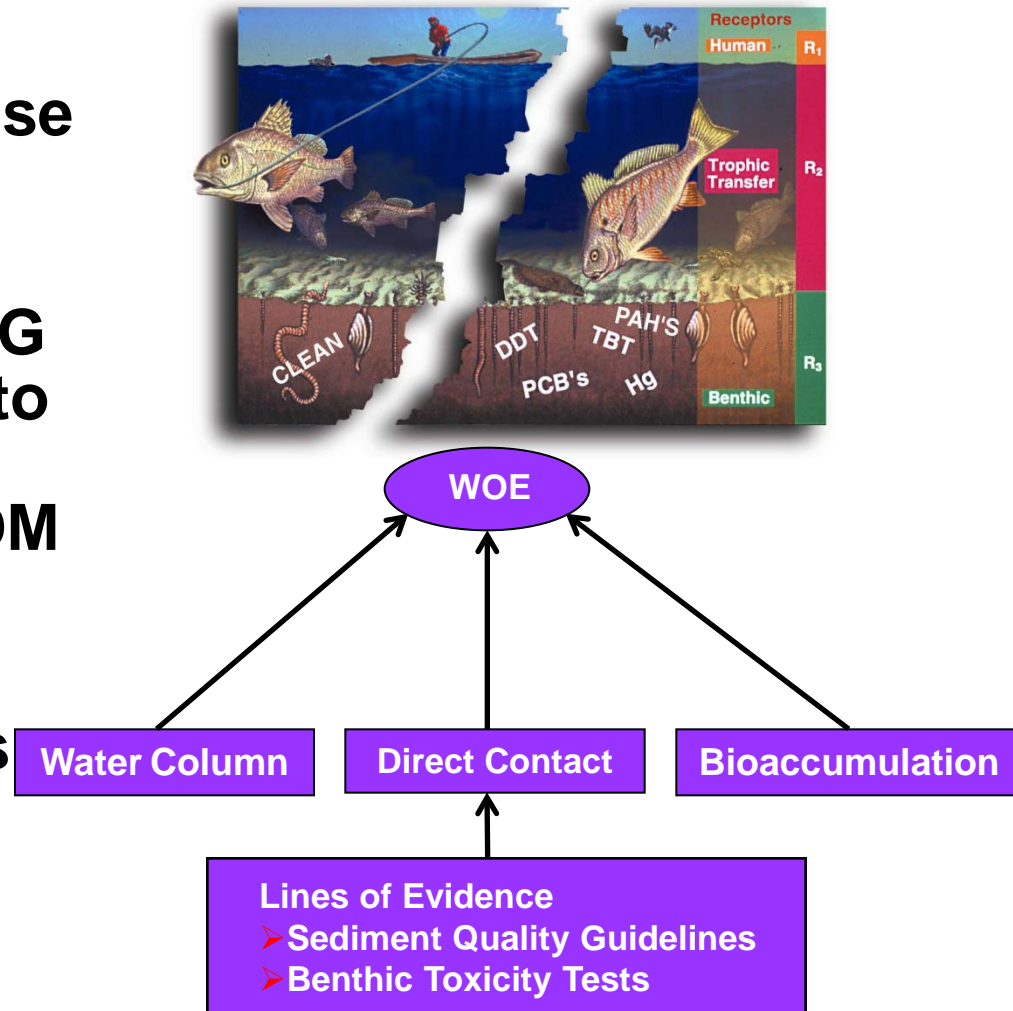 se
G
to
DM
s
Receptors
Human R₁
Trophic
Transfer
R₂
CLEAN
DDT
PAH'S
TBT
PCB's
Hg
R₃
Benthic
WOE
Water Column
Direct Contact
Bioaccumulation
Lines of Evidence
➢Sediment Quality Guidelines
➢Benthic Toxicity Tests